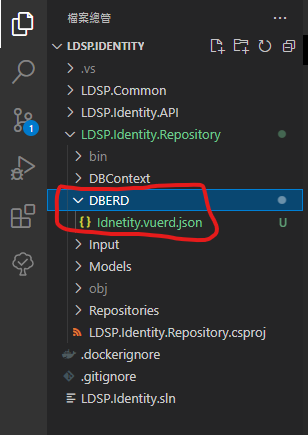 檔案總管
LDSP.IDENTITY
.vs
LDSP.Common
LDSP.Identity.API
LDSP.Identity.Repository
bin
DBContext
DBERD
{} Idnetity.vuerd.json U
Input
Models
obj
Repositories
LDSP.Identity.Repository.csproj
.dockerignore
.gitignore
LDSP.Identity.sln
1